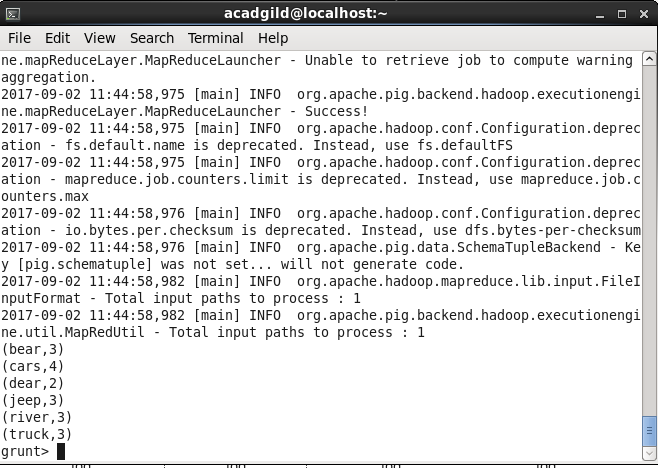 acadgild@localhost:~
File Edit View Search Terminal Help
ne.mapReduceLayer.MapReduceLauncher - Unable to retrieve job to compute warning
aggregation.
2017-09-02 11:44:58,975 [main] INFO  org.apache.pig.backend.hadoop.executionengi
ne.mapReduceLayer.MapReduceLauncher - Success!
2017-09-02 11:44:58,975 [main] INFO  org.apache.hadoop.conf.Configuration.deprec
ation - fs.default.name is deprecated. Instead, use fs.defaultFS
2017-09-02 11:44:58,975 [main] INFO  org.apache.hadoop.conf.Configuration.deprec
ation - mapreduce.job.counters.limit is deprecated. Instead, use mapreduce.job.c
ounters.max
2017-09-02 11:44:58,976 [main] INFO  org.apache.hadoop.conf.Configuration.deprec
ation - io.bytes.per.checksum is deprecated. Instead, use dfs.bytes-per-checksum
2017-09-02 11:44:58,976 [main] INFO  org.apache.pig.data.SchemaTupleBackend - Ke
y [pig.schematuple] was not set... will not generate code.
2017-09-02 11:44:58,982 [main] INFO  org.apache.hadoop.mapreduce.lib.input.FileI
nputFormat - Total input paths to process : 1
2017-09-02 11:44:58,982 [main] INFO  org.apache.pig.backend.hadoop.executionengi
ne.util.MapRedUtil - Total input paths to process : 1
(bear,3)
(cars,4)
(dear,2)
(jeep,3)
(river,3)
(truck,3)
grunt>